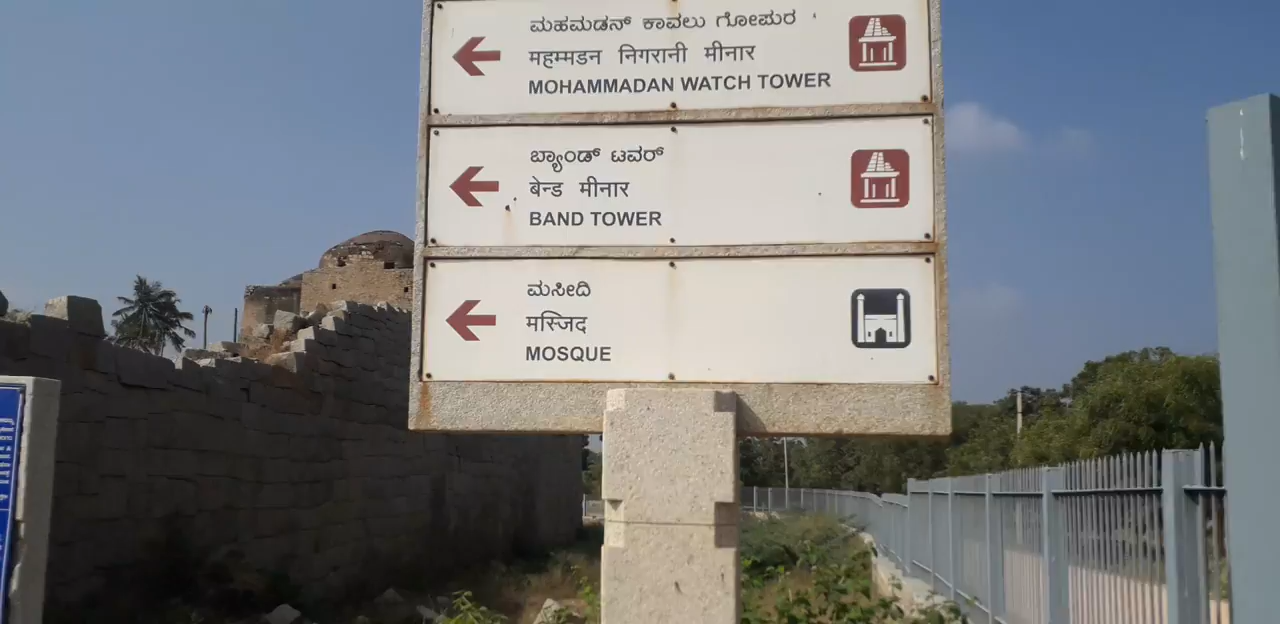 ಮಹಮಡನ್ ಕಾವಲು ಗೋಪುರ
महम्मडन निगरानी मीनार
MOHAMMADAN WATCH TOWER
ಬ್ಯಾಂಡ್ ಟವರ್
बेन्ड मीनार
BAND TOWER
ಮಸೀದಿ
मस्जिद
MOSQUE